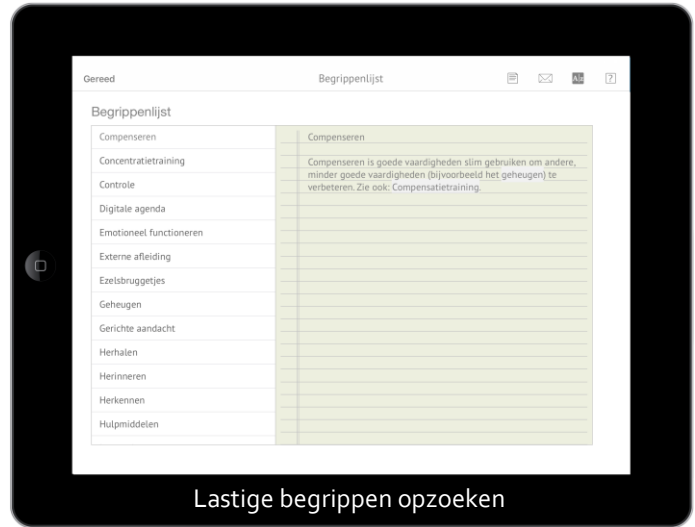 Gereed
Begrippenlijst
A|z
?
Begrippenlijst
Compenseren
Concentratietraining
Controle
Digitale agenda
Emotioneel functioneren
Externe afleiding
Ezelsbruggetjes
Geheugen
Gerichte aandacht
Herhalen
Herinneren
Herkennen
Hulpmiddelen
Compenseren
Compenseren is goede vaardigheden slim gebruiken om andere,
minder goede vaardigheden (bijvoorbeeld het geheugen) te
verbeteren. Zie ook: Compensatietraining.
Lastige begrippen opzoeken